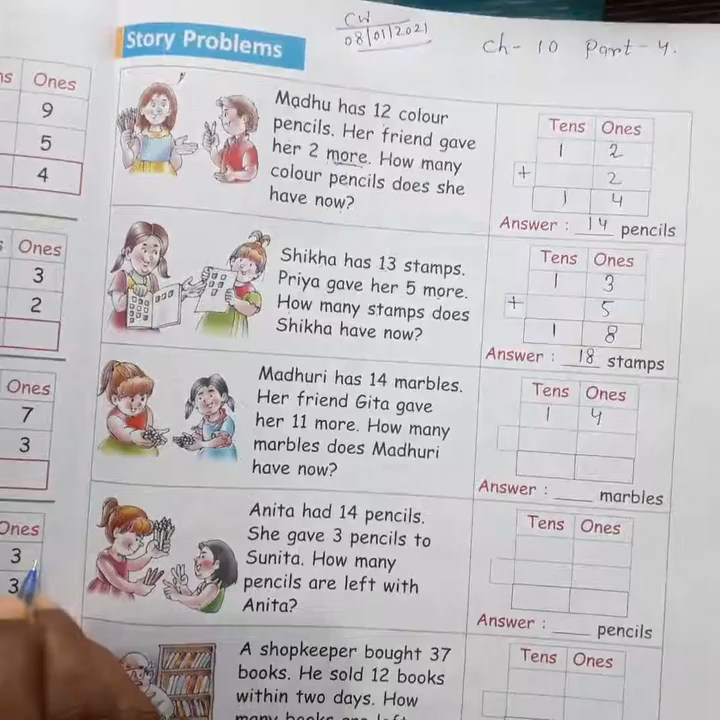 CW
08/01/2021
Ch- 10 Part - 4.
Story Problems
Ones
9
5
4
Ones
3
2
Ones
7
3
Ones
3
3
Madhu has 12 colour
pencils. Her friend gave
her 2 more. How many
colour pencils does she
have now?
Tens Ones
1 2
+ 2
1 4
Answer : 14 pencils
Shikha has 13 stamps.
Priya gave her 5 more.
How many stamps does
Shikha have now?
Tens Ones
1 3
+ 5
1 8
Answer : 18 stamps
Madhuri has 14 marbles.
Her friend Gita gave
her 11 more. How many
marbles does Madhuri
have now?
Tens Ones
1 4
Answer : ____ marbles
Anita had 14 pencils.
She gave 3 pencils to
Sunita. How many
pencils are left with
Anita?
Tens Ones
Answer : ____ pencils
A shopkeeper bought 37
books. He sold 12 books
within two days. How
many books are left
Tens Ones